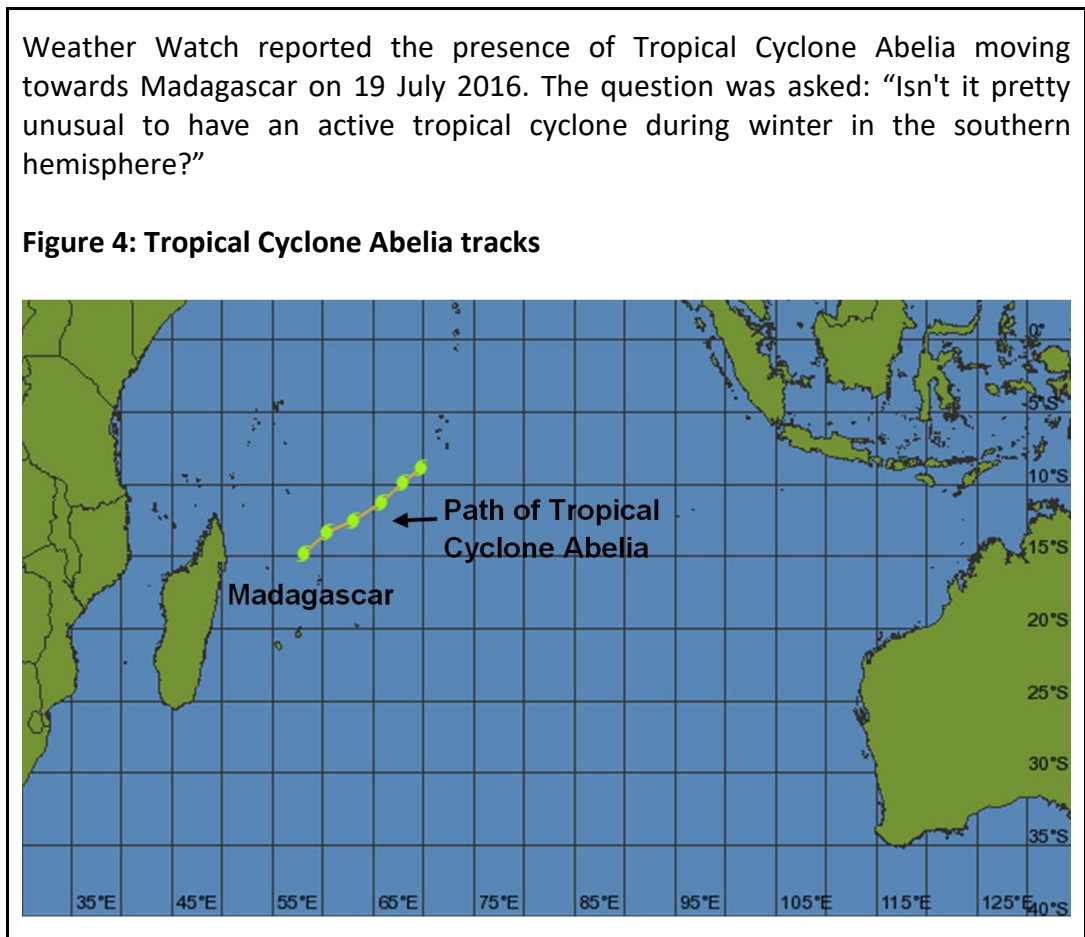 Weather Watch reported the presence of Tropical Cyclone Abelia moving
towards Madagascar on 19 July 2016. The question was asked: “Isn't it pretty
unusual to have an active tropical cyclone during winter in the southern
hemisphere?”
Figure 4: Tropical Cyclone Abelia tracks
0°
5°S
10°S
Path of Tropical
Cyclone Abelia
15°S
Madagascar
20°S
25°S
30°S
35°S
35°E 45°E 55°E 65°E 75°E 85°E 95°E 105°E 115°E 125°E
40°S